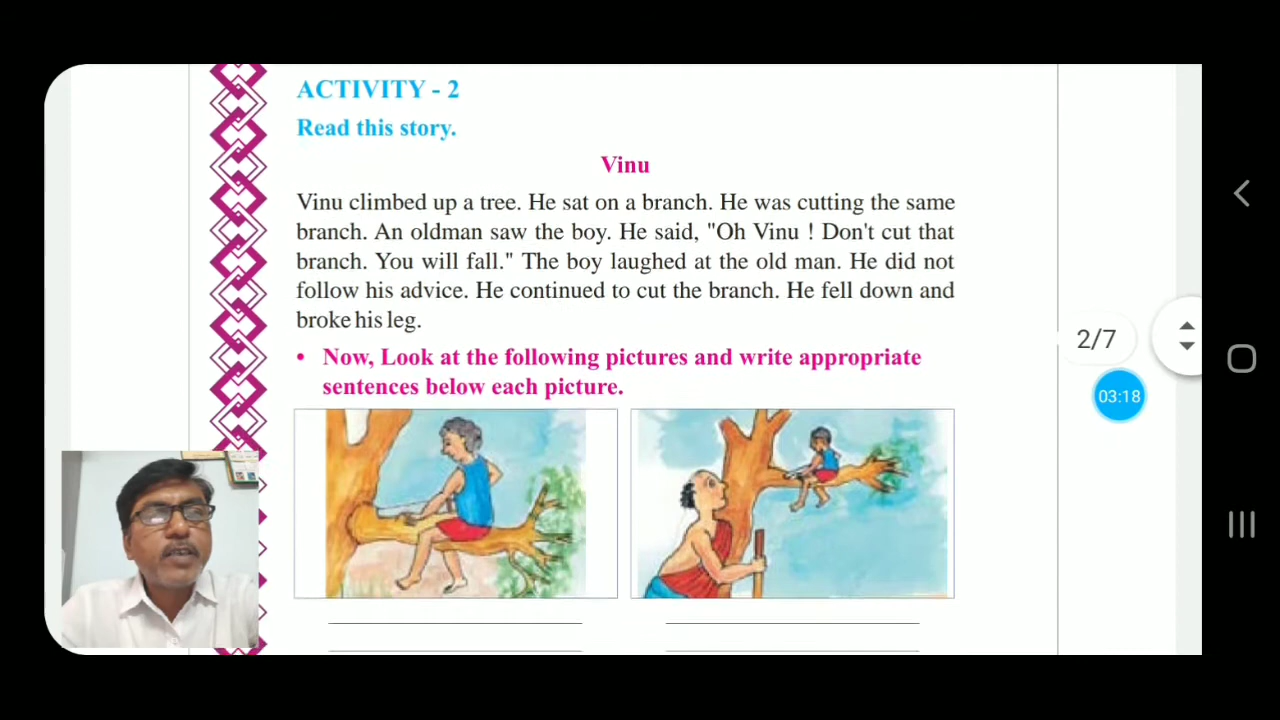 ACTIVITY - 2
Read this story.
Vinu
Vinu climbed up a tree. He sat on a branch. He was cutting the same
branch. An oldman saw the boy. He said, "Oh Vinu ! Don't cut that
branch. You will fall." The boy laughed at the old man. He did not
follow his advice. He continued to cut the branch. He fell down and
broke his leg.
• Now, Look at the following pictures and write appropriate
sentences below each picture.
2/7
03:18